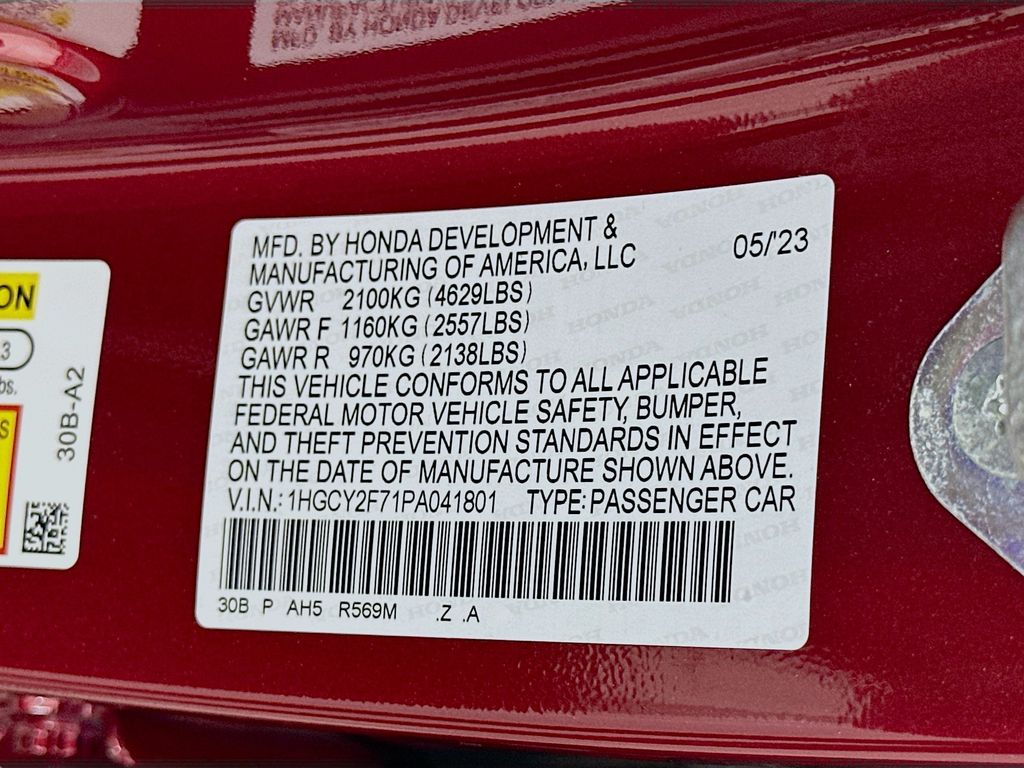 MFD. BY HONDA DEVELOPMENT &
MANUFACTURING OF AMERICA, LLC 05/'23
GVWR 2100KG (4629LBS)
GAWR F 1160KG (2557LBS)
GAWR R 970KG (2138LBS)
THIS VEHICLE CONFORMS TO ALL APPLICABLE
FEDERAL MOTOR VEHICLE SAFETY, BUMPER,
AND THEFT PREVENTION STANDARDS IN EFFECT
ON THE DATE OF MANUFACTURE SHOWN ABOVE.
V.I.N.: 1HGCY2F71PA041801 TYPE: PASSENGER CAR
30B P AH5 R569M .Z .A
ON
3
bs.
S
30B-A2